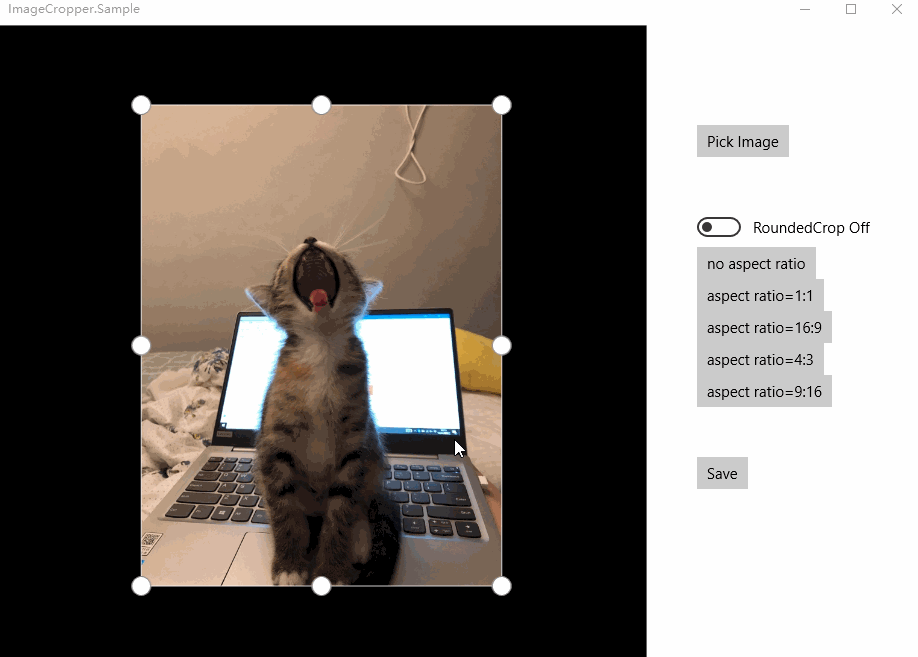 ImageCropper.Sample
Pick Image
RoundedCrop Off
no aspect ratio
aspect ratio=1:1
aspect ratio=16:9
aspect ratio=4:3
aspect ratio=9:16
Save